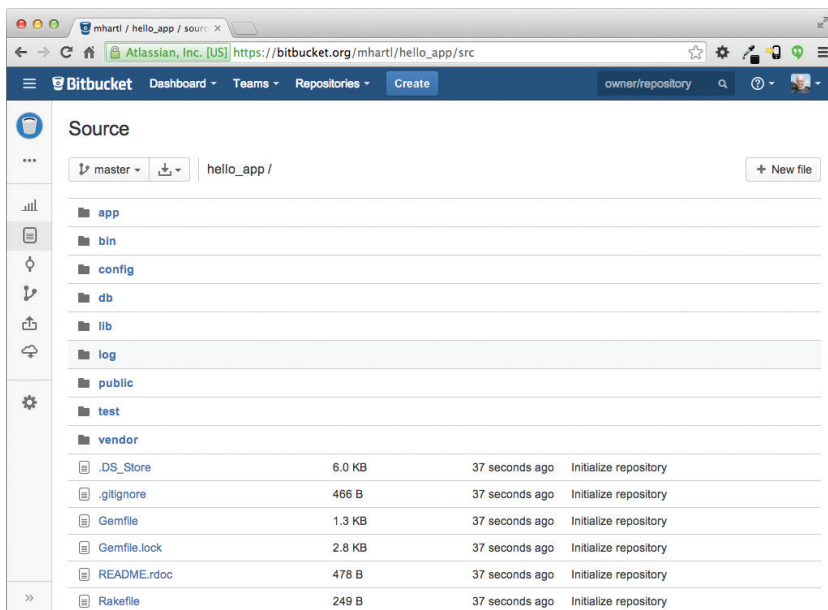 mhartl / hello_app / sourc ×
Atlassian, Inc. [US] https://bitbucket.org/mhartl/hello_app/src
Bitbucket Dashboard Teams Repositories Create owner/repository
Source
master hello_app / + New file
app
bin
config
db
lib
log
public
test
vendor
.DS_Store 6.0 KB 37 seconds ago Initialize repository
.gitignore 466 B 37 seconds ago Initialize repository
Gemfile 1.3 KB 37 seconds ago Initialize repository
Gemfile.lock 2.8 KB 37 seconds ago Initialize repository
README.rdoc 478 B 37 seconds ago Initialize repository
Rakefile 249 B 37 seconds ago Initialize repository